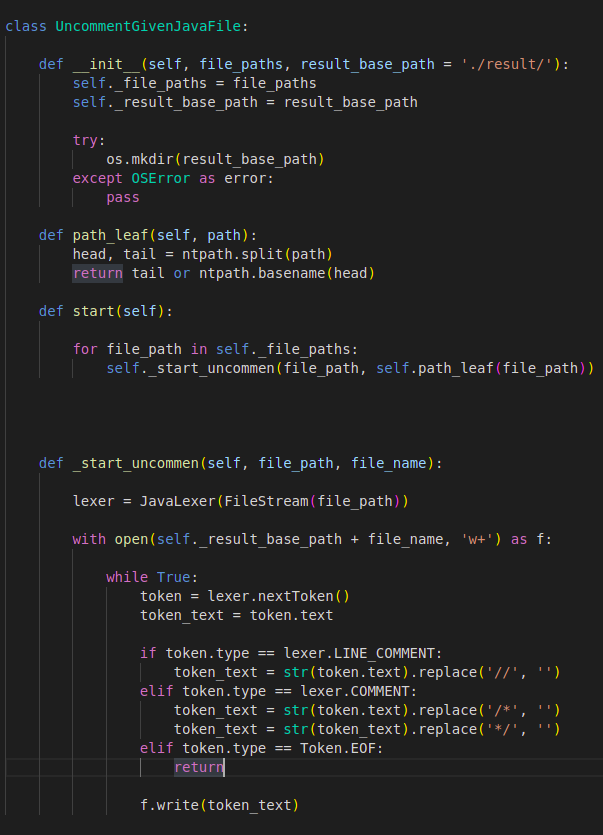 class UncommentGivenJavaFile:
    def __init__(self, file_paths, result_base_path = './result/'):
        self._file_paths = file_paths
        self._result_base_path = result_base_path
        try:
            os.mkdir(result_base_path)
        except OSError as error:
            pass
    def path_leaf(self, path):
        head, tail = ntpath.split(path)
        return tail or ntpath.basename(head)
    def start(self):
        for file_path in self._file_paths:
            self._start_uncommen(file_path, self.path_leaf(file_path))
    def _start_uncommen(self, file_path, file_name):
        lexer = JavaLexer(FileStream(file_path))
        with open(self._result_base_path + file_name, 'w+') as f:
            while True:
                token = lexer.nextToken()
                token_text = token.text
                if token.type == lexer.LINE_COMMENT:
                    token_text = str(token.text).replace('//', '')
                elif token.type == lexer.COMMENT:
                    token_text = str(token.text).replace('/*', '')
                    token_text = str(token_text).replace('*/', '')
                elif token.type == Token.EOF:
                    return
                f.write(token_text)